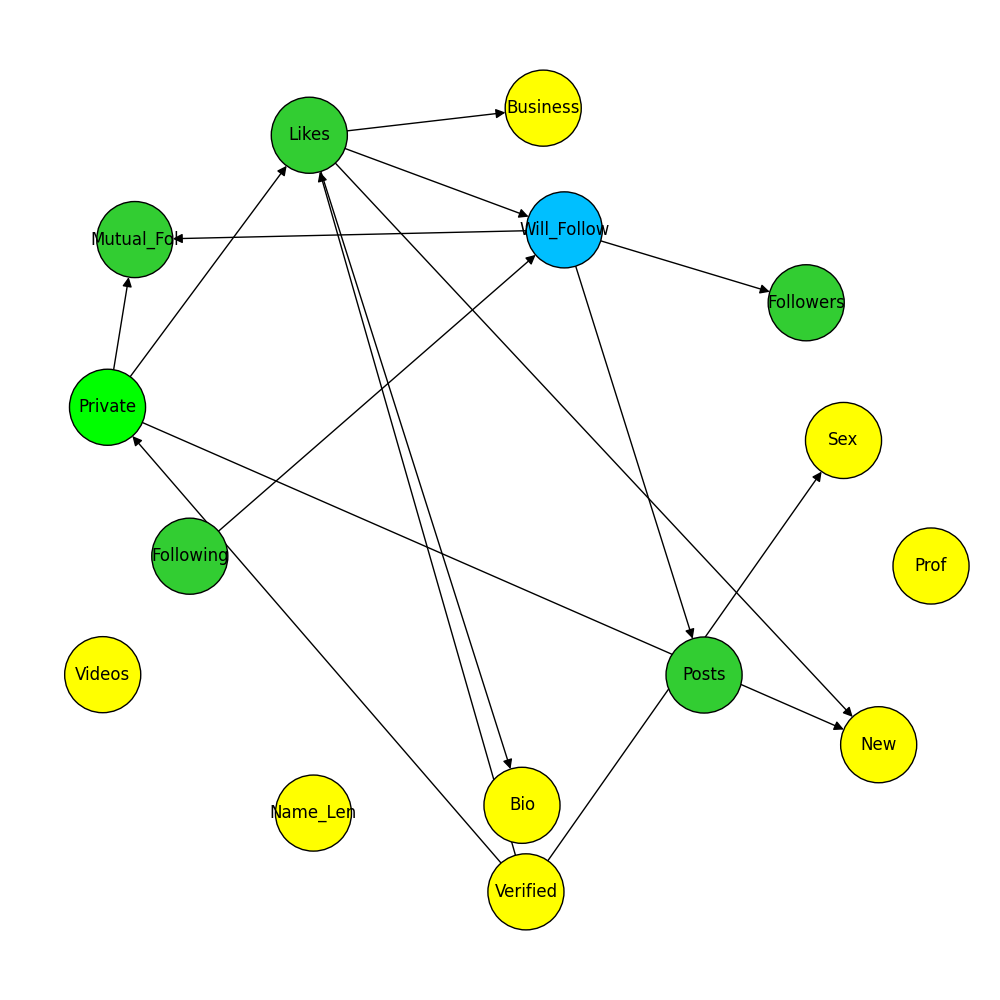 Business
Likes
Will_Follow
Mutual_Fol
Followers
Private
Sex
Following
Prof
Videos
Posts
New
Bio
Name_Len
Verified